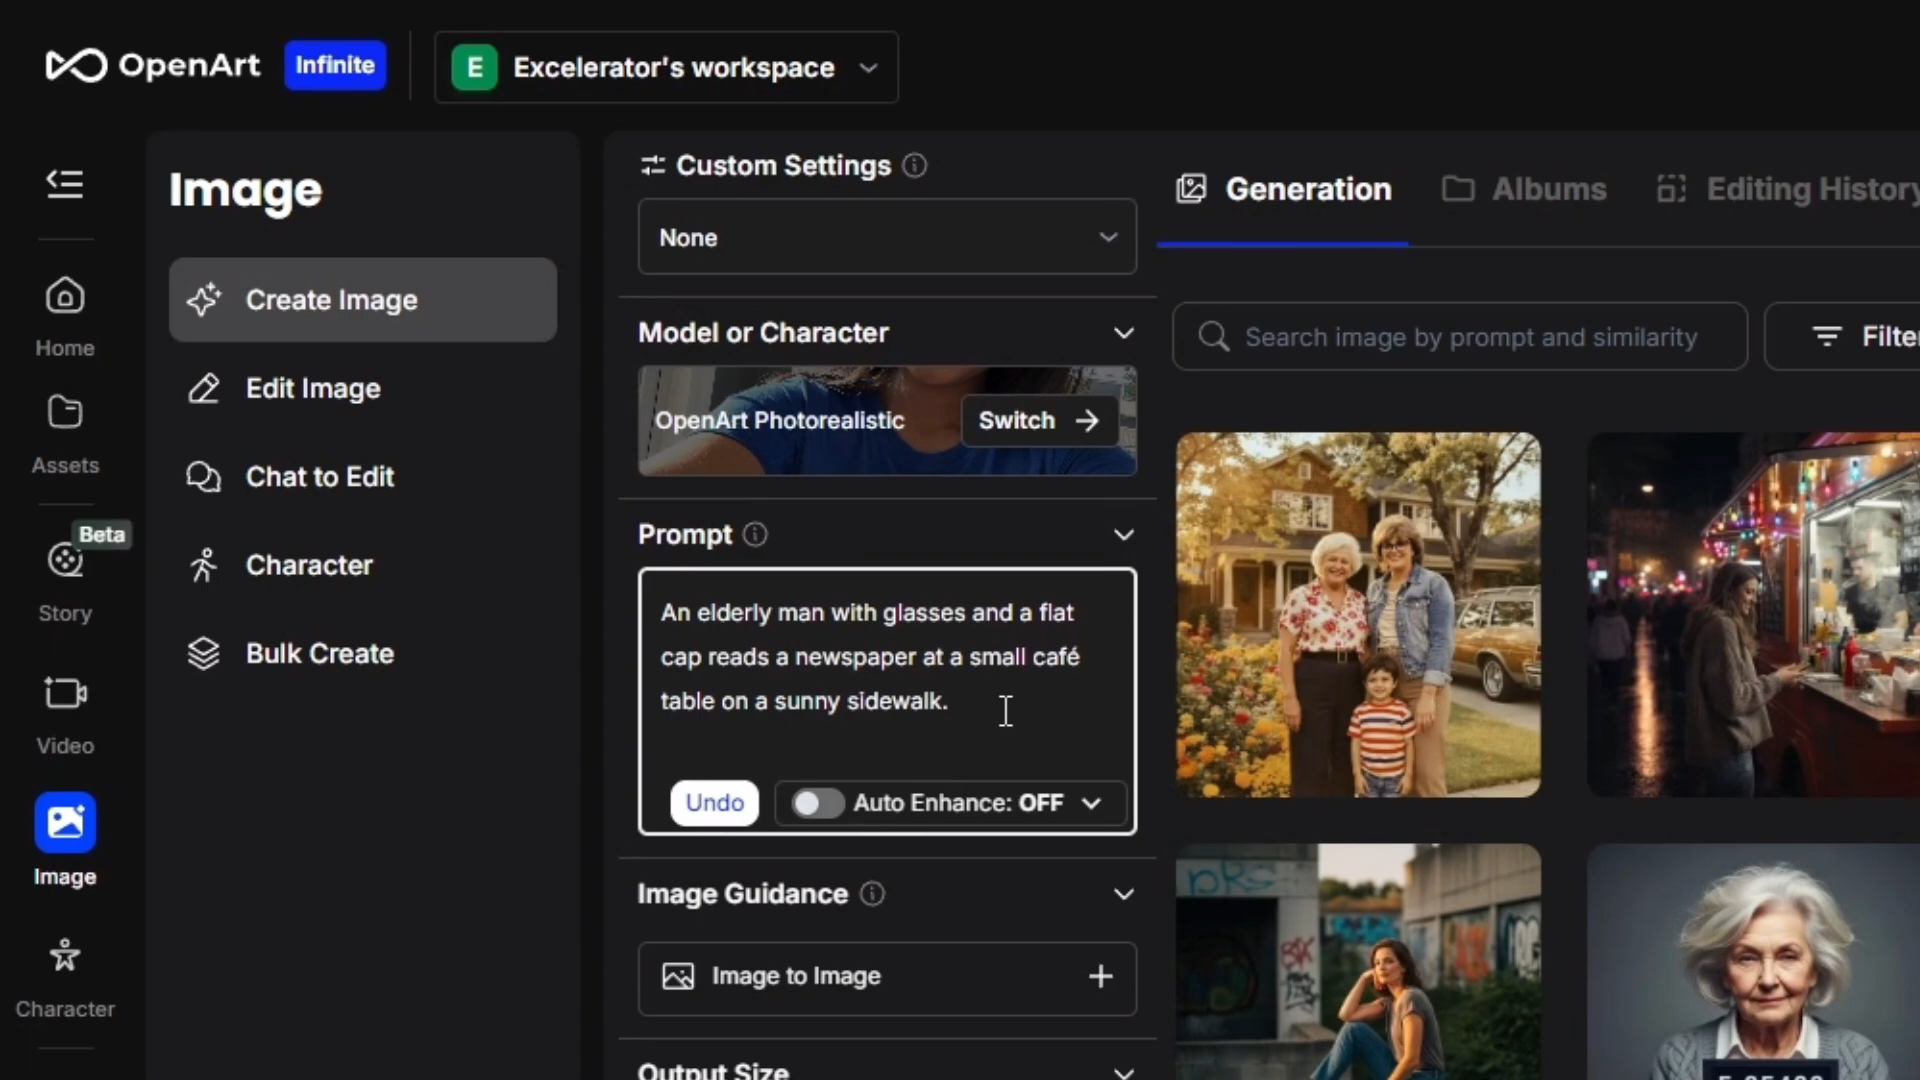 OpenArt
Infinite
E
Excelerator's workspace
Home
Assets
Beta
Story
Video
Image
Character
Image
Create Image
Edit Image
Chat to Edit
Character
Bulk Create
Custom Settings
None
Model or Character
OpenArt Photorealistic
Switch
Prompt
An elderly man with glasses and a flat
cap reads a newspaper at a small café
table on a sunny sidewalk.
Undo
Auto Enhance: OFF
Image Guidance
Image to Image
Output Size
Generation
Albums
Editing History
Search image by prompt and similarity